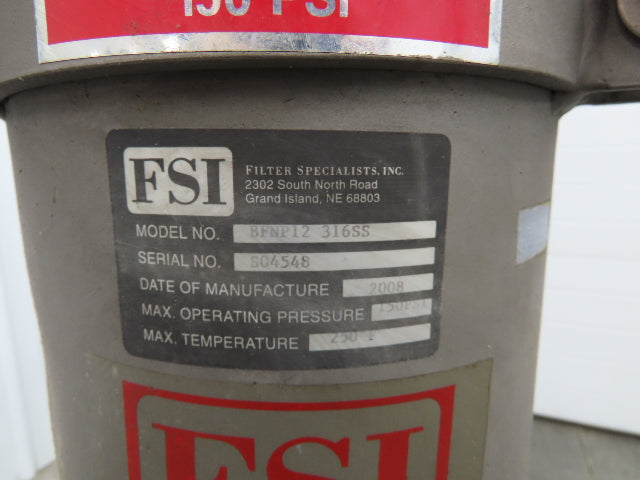 150 PSI
FSI
FILTER SPECIALISTS, INC.
2302 South North Road
Grand Island, NE 68803
MODEL NO. BFNP12 316SS
SERIAL NO. SC4548
DATE OF MANUFACTURE 2008
MAX. OPERATING PRESSURE 150PSI
MAX. TEMPERATURE 250 F
FSI